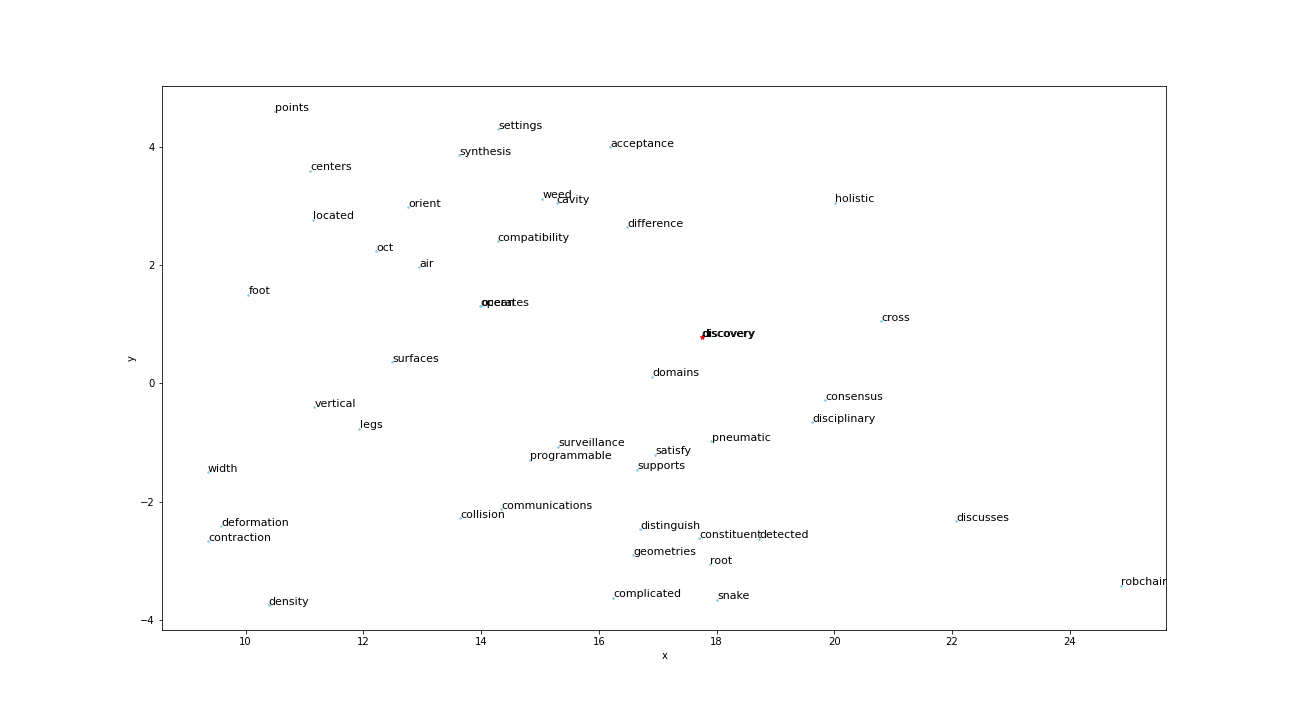 points
settings
acceptance
4
synthesis
centers
weed
cavity
holistic
orient
located
difference
compatibility
oct
air
2
foot
operates
cross
discovery
y
surfaces
domains
0
consensus
vertical
disciplinary
legs
pneumatic
surveillance
satisfy
programmable
supports
width
−2
communications
collision
discusses
deformation
distinguish
constituent
detected
contraction
geometries
root
robchair
complicated
snake
density
−4
10 12 14 16 18 20 22 24
x